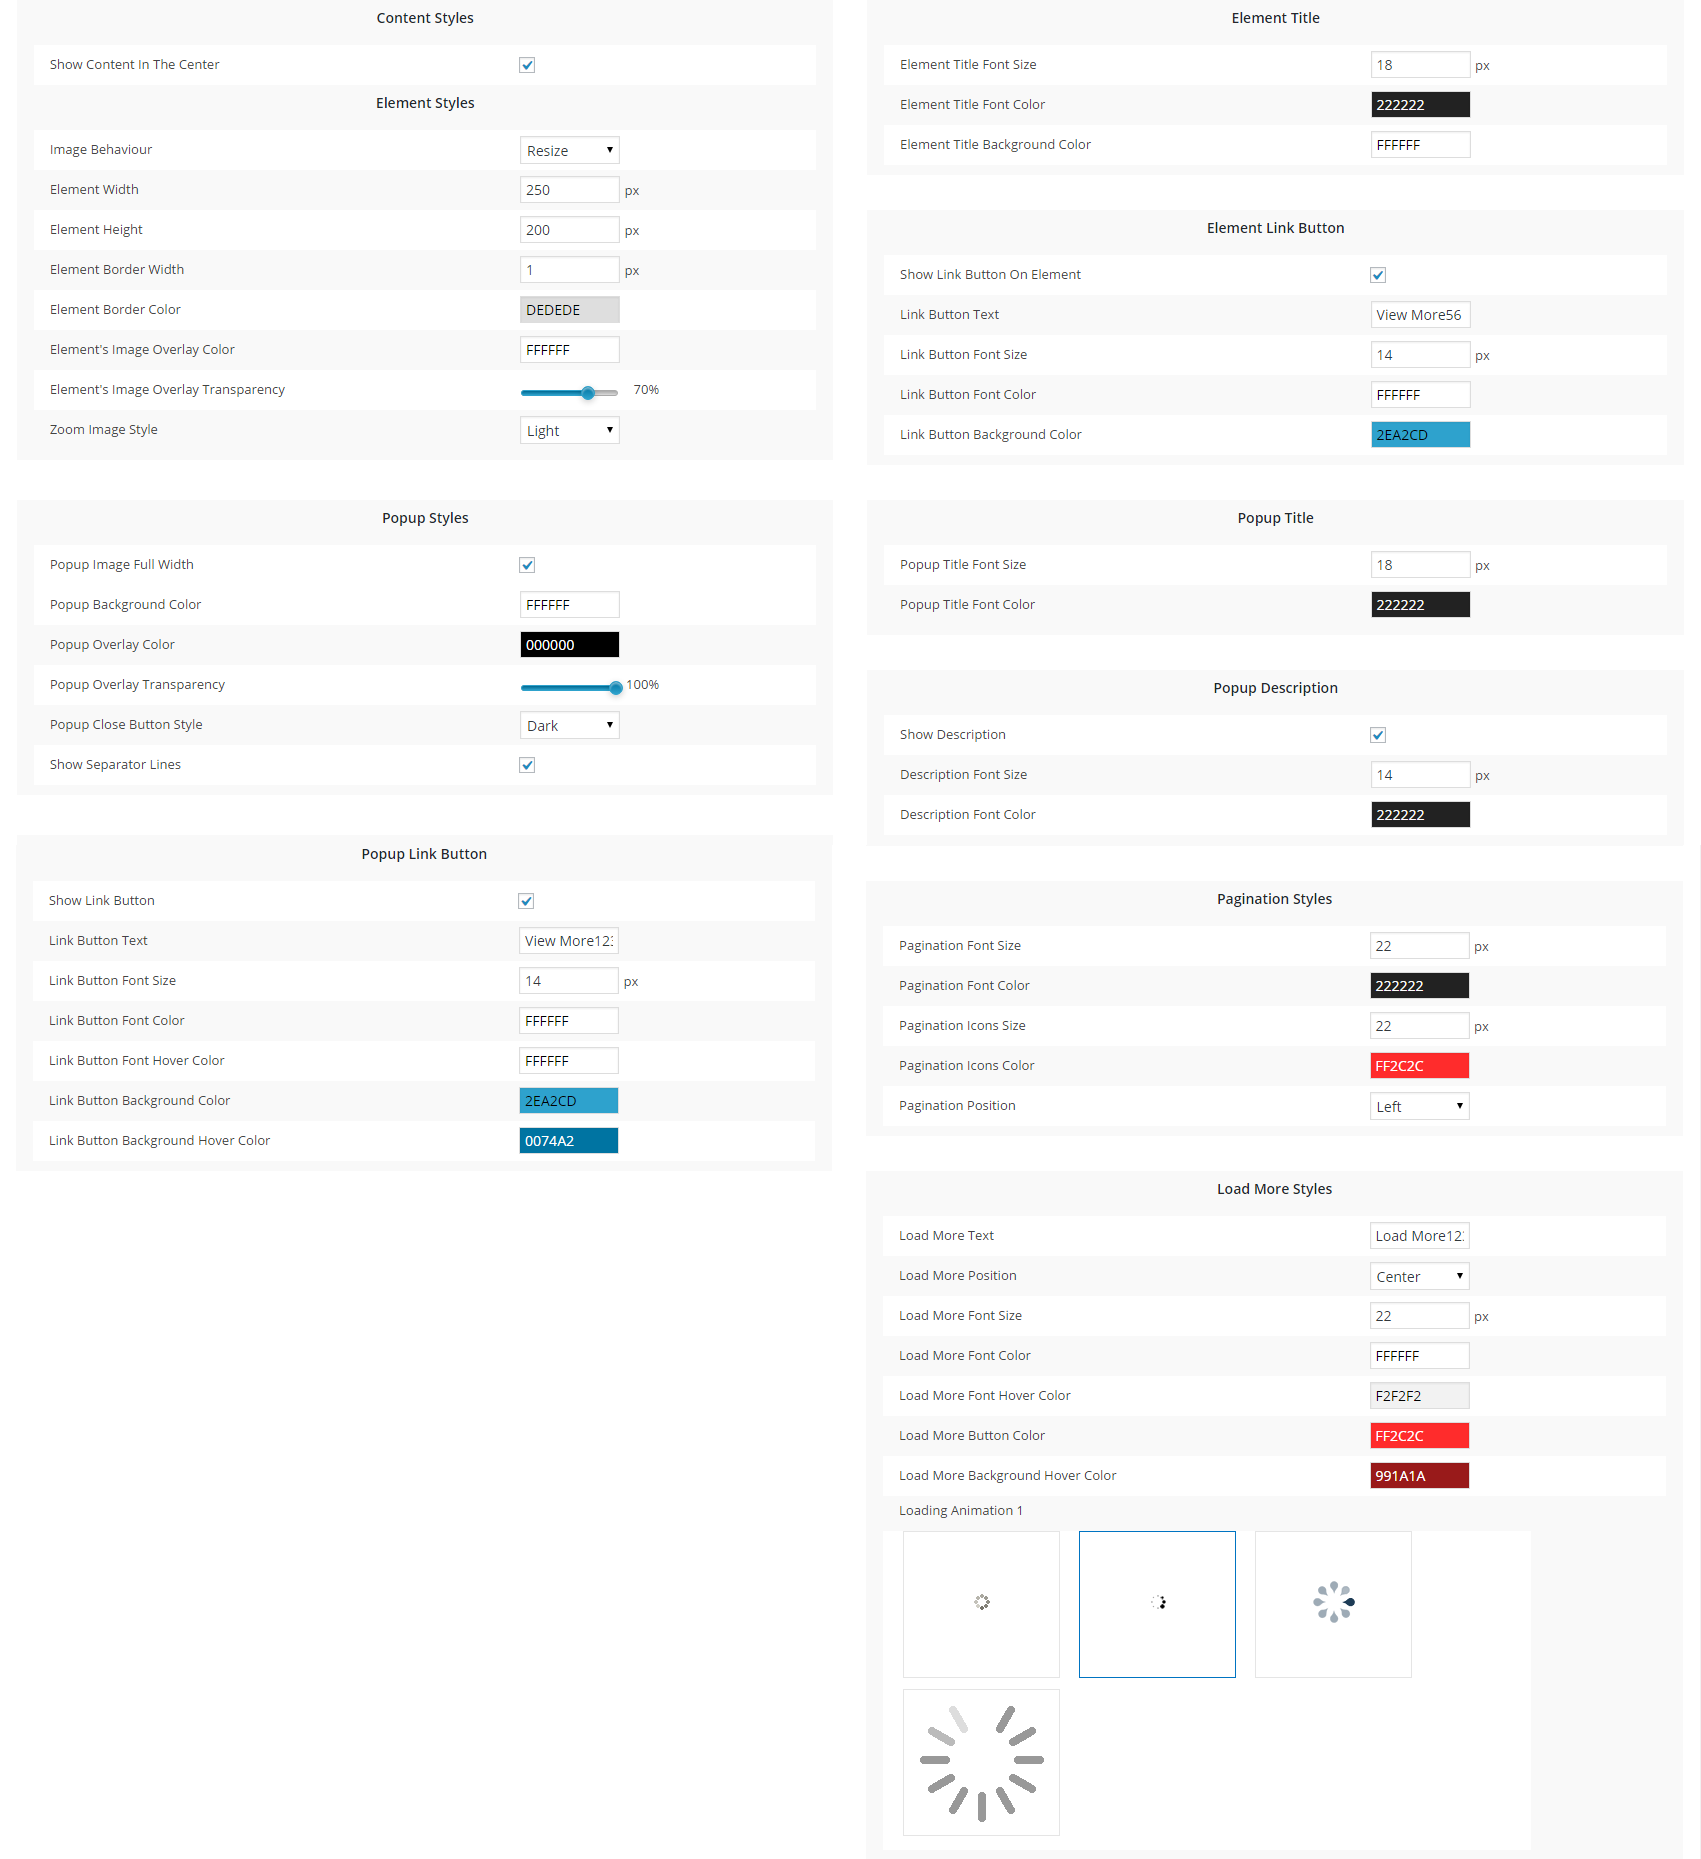 Content Styles
Show Content In The Center
Element Styles
Image Behaviour Resize
Element Width 250 px
Element Height 200 px
Element Border Width 1 px
Element Border Color DEDEDE
Element's Image Overlay Color FFFFFF
Element's Image Overlay Transparency 70%
Zoom Image Style Light
Popup Styles
Popup Image Full Width
Popup Background Color FFFFFF
Popup Overlay Color 000000
Popup Overlay Transparency 100%
Popup Close Button Style Dark
Show Separator Lines
Popup Link Button
Show Link Button
Link Button Text View More123
Link Button Font Size 14 px
Link Button Font Color FFFFFF
Link Button Font Hover Color FFFFFF
Link Button Background Color 2EA2CD
Link Button Background Hover Color 0074A2
Element Title
Element Title Font Size 18 px
Element Title Font Color 222222
Element Title Background Color FFFFFF
Element Link Button
Show Link Button On Element
Link Button Text View More56
Link Button Font Size 14 px
Link Button Font Color FFFFFF
Link Button Background Color 2EA2CD
Popup Title
Popup Title Font Size 18 px
Popup Title Font Color 222222
Popup Description
Show Description
Description Font Size 14 px
Description Font Color 222222
Pagination Styles
Pagination Font Size 22 px
Pagination Font Color 222222
Pagination Icons Size 22 px
Pagination Icons Color FF2C2C
Pagination Position Left
Load More Styles
Load More Text Load More12
Load More Position Center
Load More Font Size 22 px
Load More Font Color FFFFFF
Load More Font Hover Color F2F2F2
Load More Button Color FF2C2C
Load More Background Hover Color 991A1A
Loading Animation 1